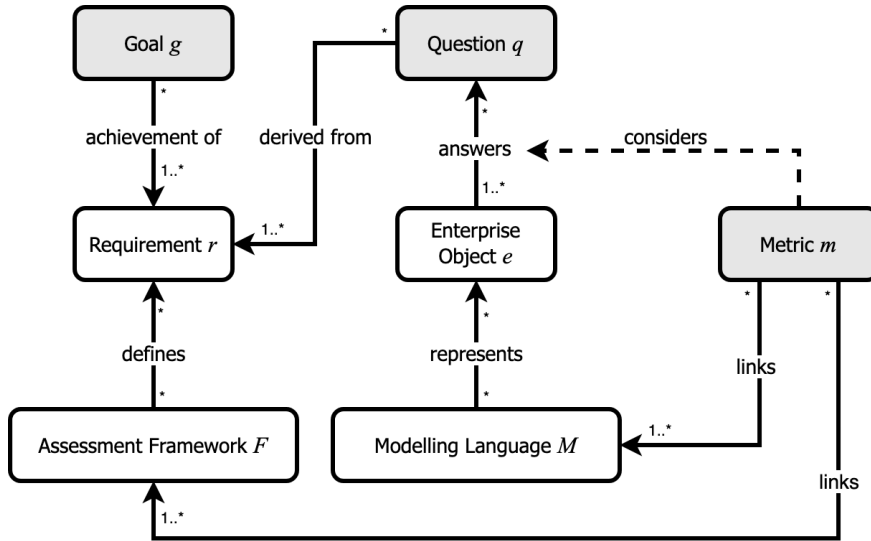 Goal g
Question q
*
*
*
achievement of
derived from
answers
considers
1..*
1..*
1..*
Requirement r
Enterprise
Object e
Metric m
*
*
*
*
defines
represents
links
*
*
1..*
Assessment Framework F
Modelling Language M
links
1..*